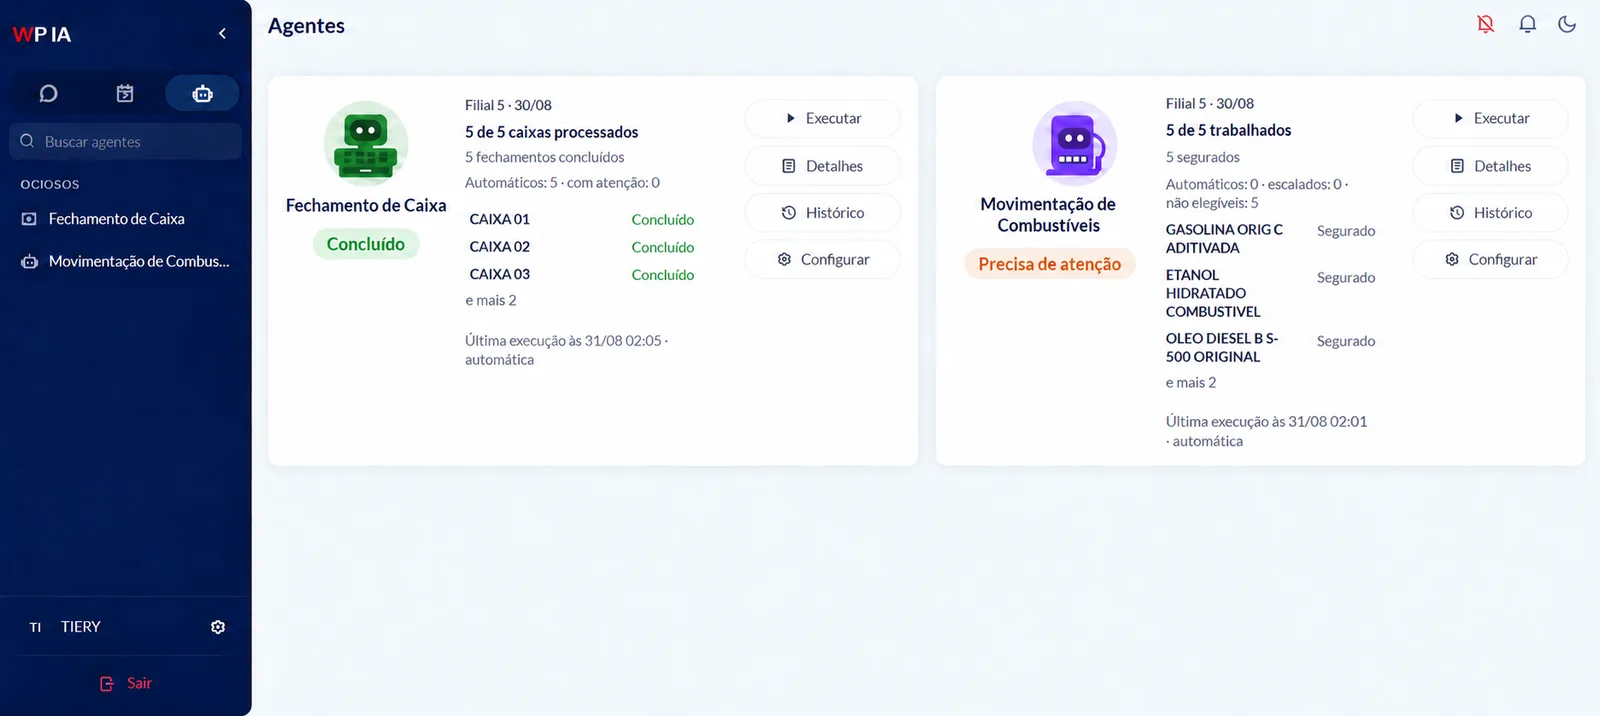 WP IA
Buscar agentes
OCIOSOS
Fechamento de Caixa
Movimentação de Combus...
TI TIERY
Sair
Agentes
Fechamento de Caixa
Concluído
Filial 5 · 30/08
5 de 5 caixas processados
5 fechamentos concluídos
Automáticos: 5 · com atenção: 0
CAIXA 01 Concluído
CAIXA 02 Concluído
CAIXA 03 Concluído
e mais 2
Última execução às 31/08 02:05 ·
automática
Executar
Detalhes
Histórico
Configurar
Movimentação de
Combustíveis
Precisa de atenção
Filial 5 · 30/08
5 de 5 trabalhados
5 segurados
Automáticos: 0 · escalados: 0 ·
não elegíveis: 5
GASOLINA ORIG C Segurado
ADITIVADA
ETANOL Segurado
HIDRATADO
COMBUSTIVEL
OLEO DIESEL B S- Segurado
500 ORIGINAL
e mais 2
Última execução às 31/08 02:01
· automática
Executar
Detalhes
Histórico
Configurar